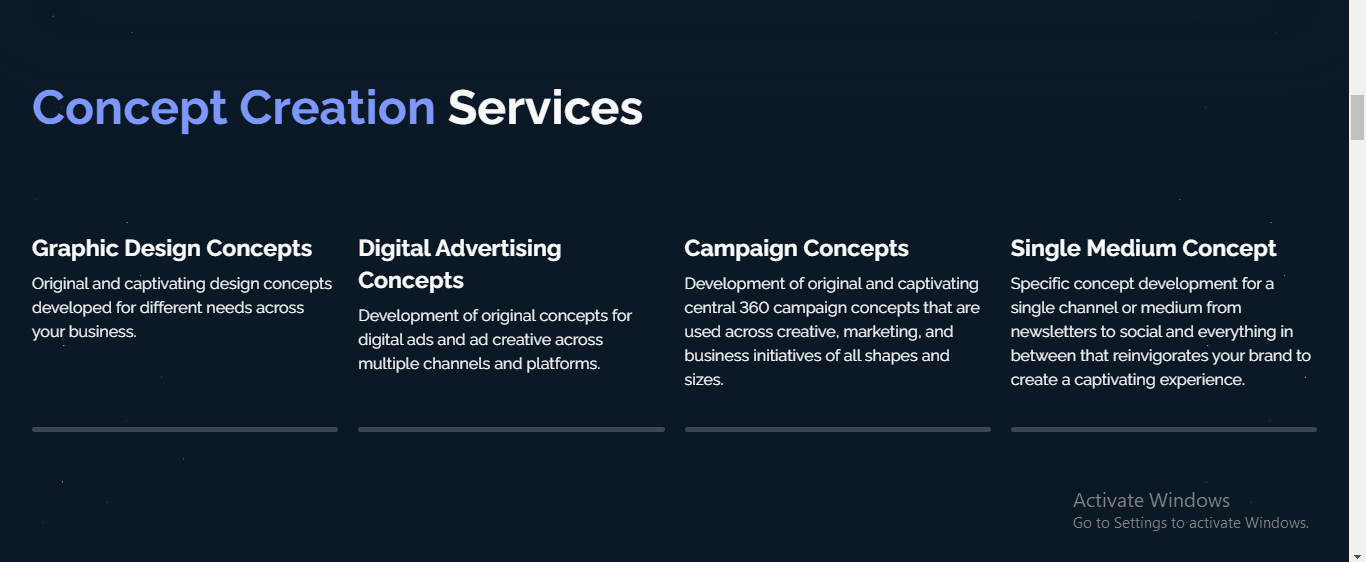 Concept Creation Services
Graphic Design Concepts
Original and captivating design concepts
developed for different needs across
your business.
Digital Advertising
Concepts
Development of original concepts for
digital ads and ad creative across
multiple channels and platforms.
Campaign Concepts
Development of original and captivating
central 360 campaign concepts that are
used across creative, marketing, and
business initiatives of all shapes and
sizes.
Single Medium Concept
Specific concept development for a
single channel or medium from
newsletters to social and everything in
between that reinvigorates your brand to
create a captivating experience.
Activate Windows
Go to Settings to activate Windows.